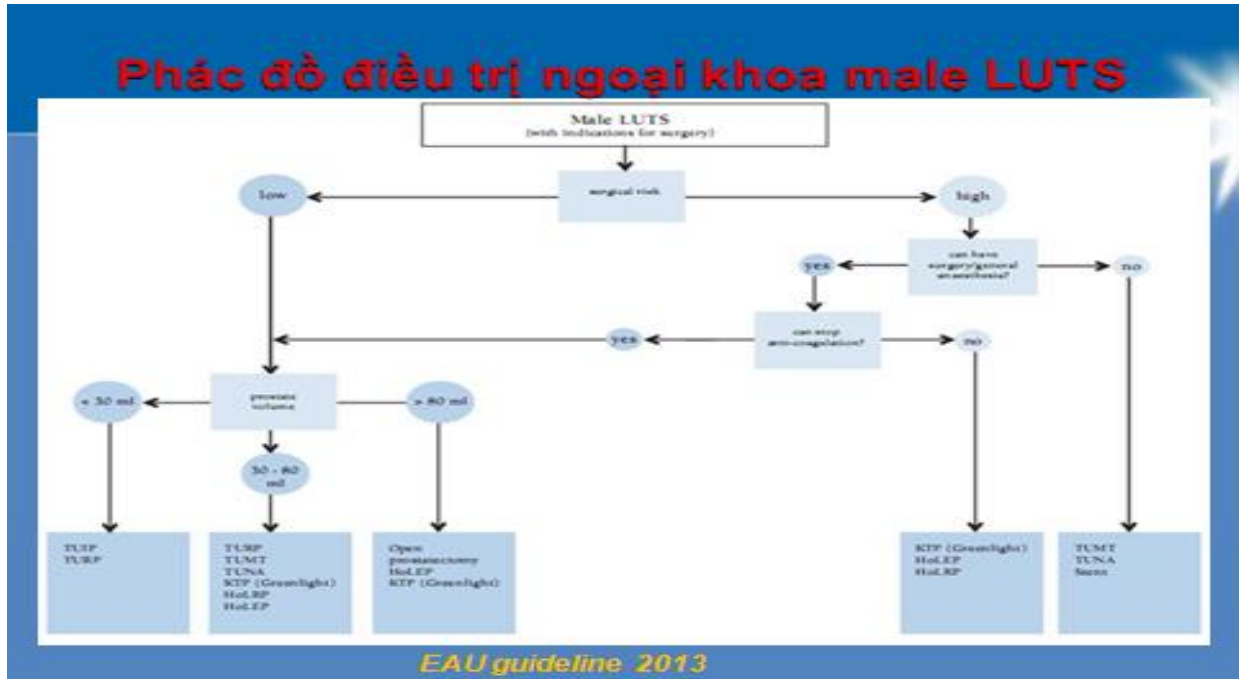 Phác đồ điều trị ngoại khoa male LUTS
Male LUTS
(with indications for surgery)
low
surgical risk
high
can have
surgery/general
anaesthesia?
yes
no
can stop
anti-coagulation?
yes
no
prostate
volume
< 30 ml
> 80 ml
30 - 80
ml
TUIP
TURP
TURP
TUMT
TUNA
KTP (Greenlight)
HoLRP
HoLEP
Open
prostatectomy
HoLEP
KTP (Greenlight)
KTP (Greenlight)
HoLEP
HoLRP
TUMT
TUNA
Stent
EAU guideline 2013